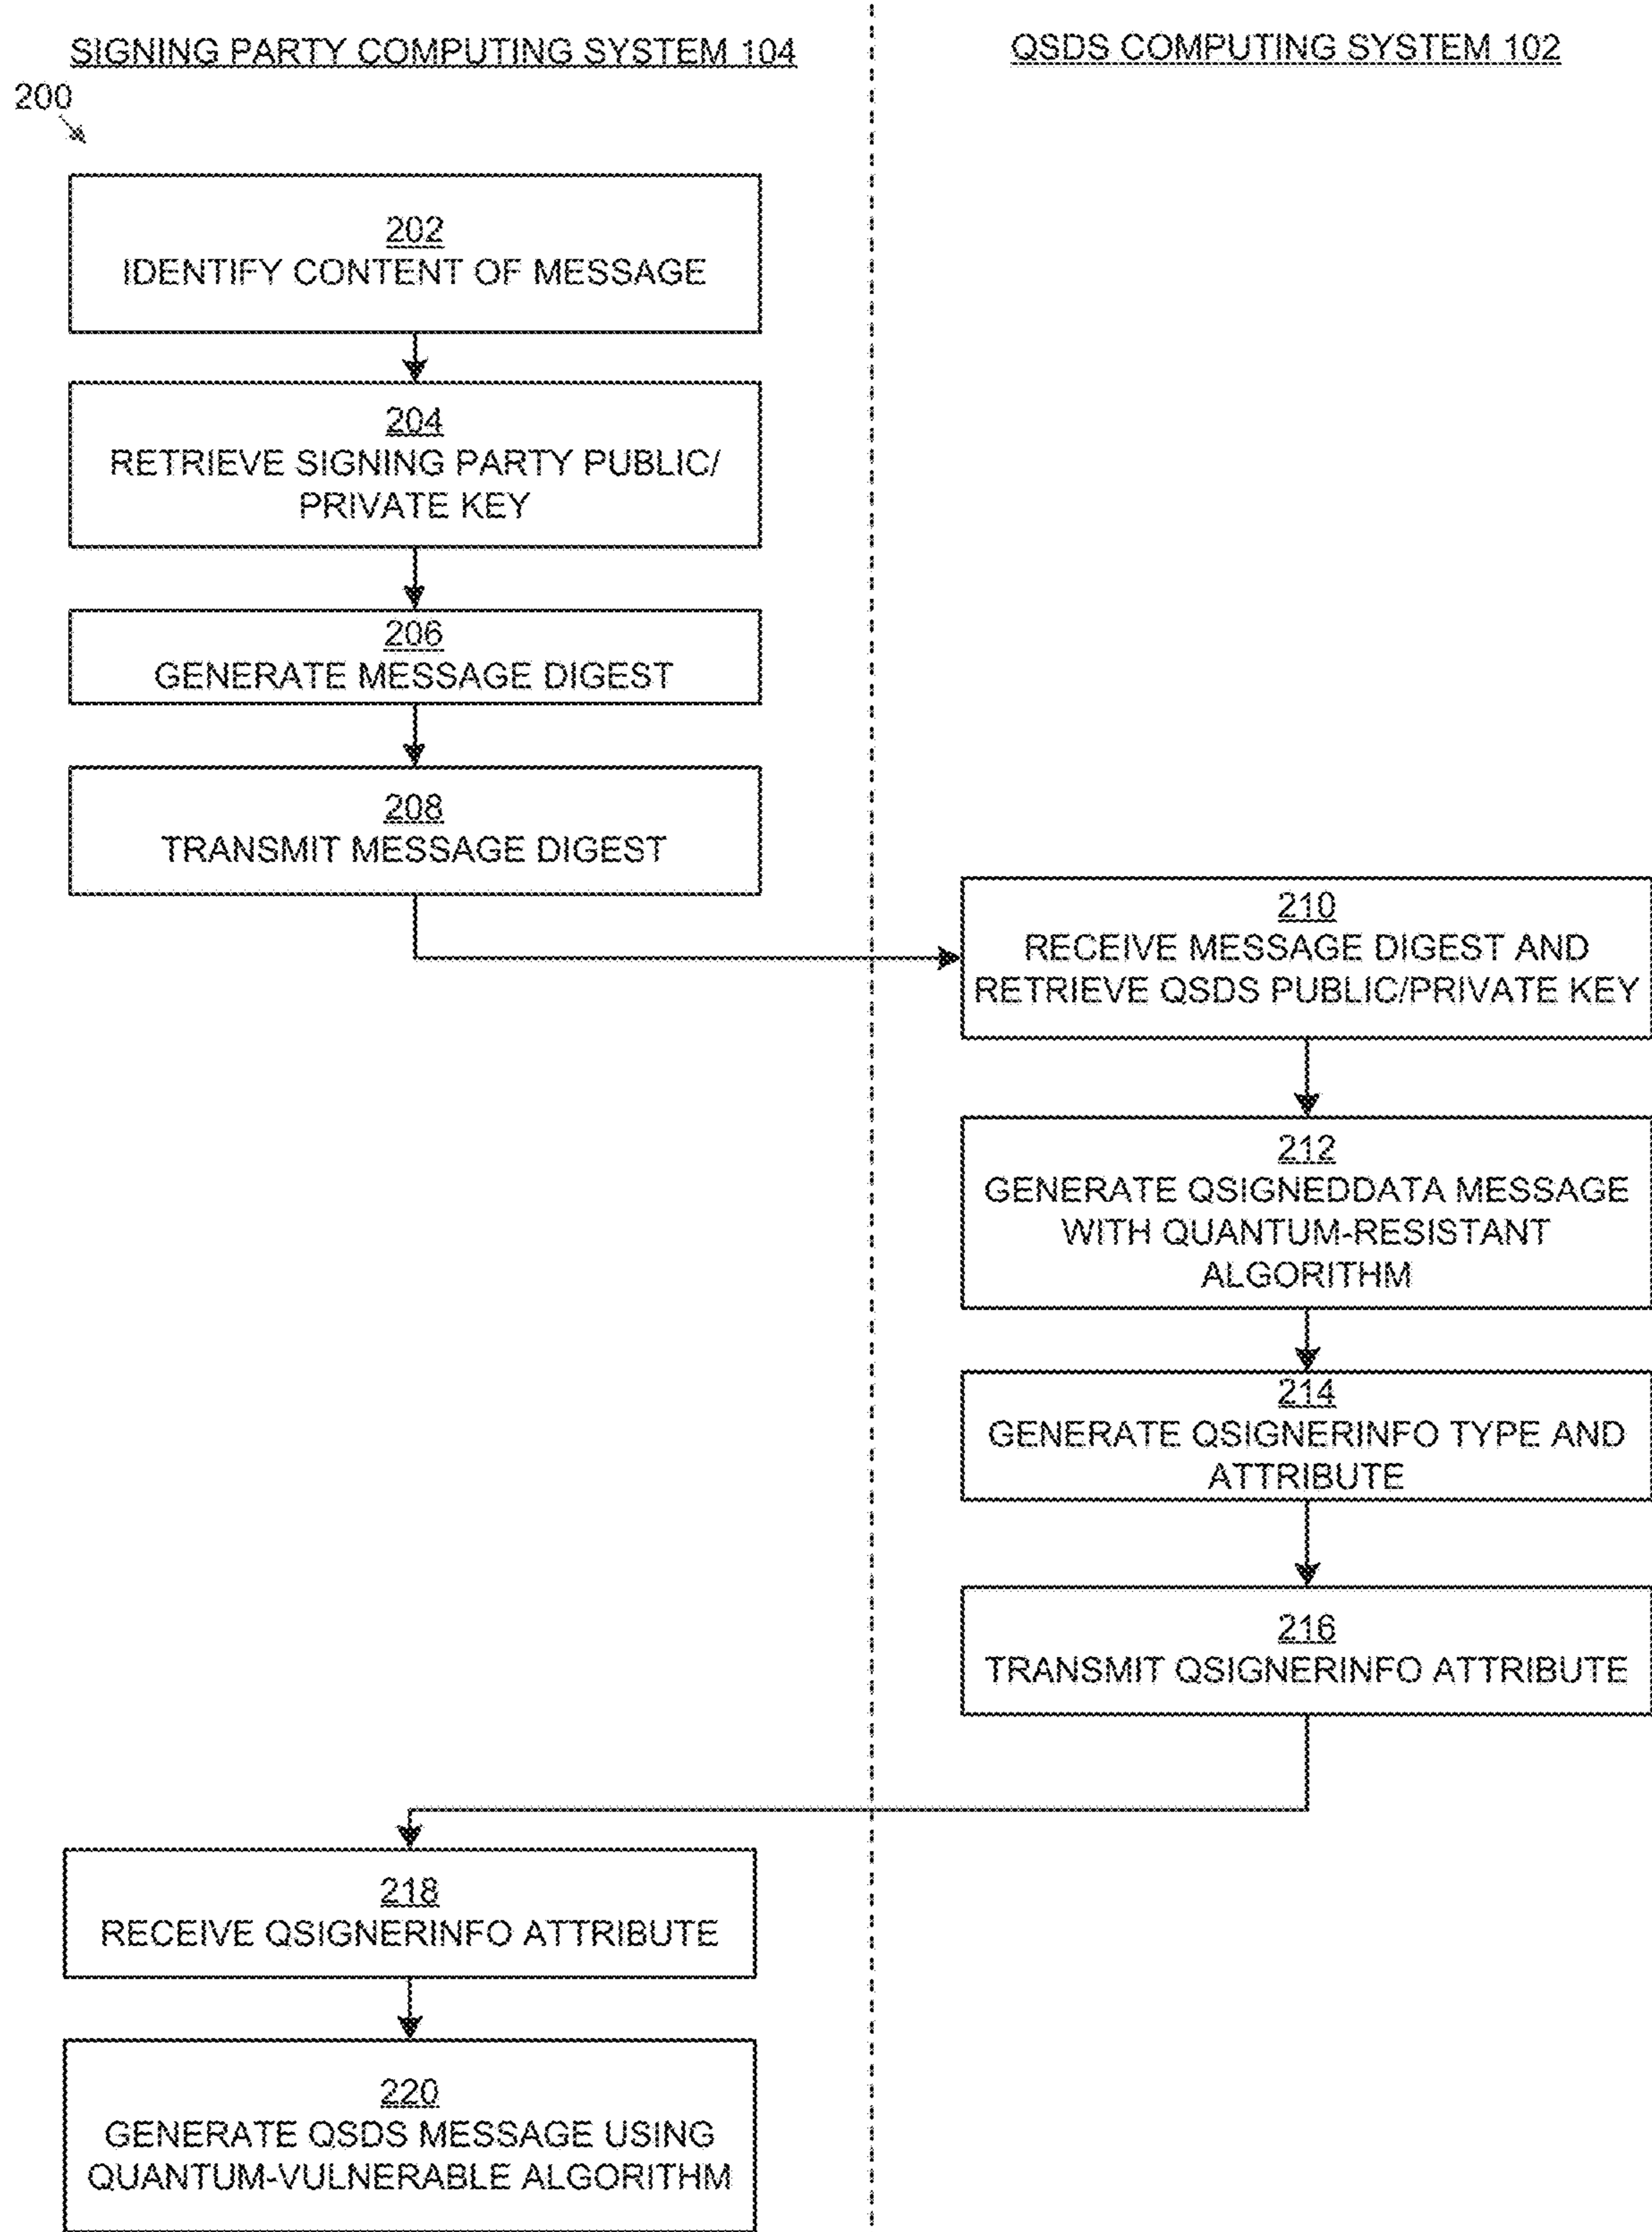 SIGNING PARTY COMPUTING SYSTEM 104
QSDS COMPUTING SYSTEM 102
200
202
IDENTIFY CONTENT OF MESSAGE
204
RETRIEVE SIGNING PARTY PUBLIC/
PRIVATE KEY
206
GENERATE MESSAGE DIGEST
208
TRANSMIT MESSAGE DIGEST
210
RECEIVE MESSAGE DIGEST AND
RETRIEVE QSDS PUBLIC/PRIVATE KEY
212
GENERATE QSIGNEDDATA MESSAGE
WITH QUANTUM-RESISTANT
ALGORITHM
214
GENERATE QSIGNERINFO TYPE AND
ATTRIBUTE
216
TRANSMIT QSIGNERINFO ATTRIBUTE
218
RECEIVE QSIGNERINFO ATTRIBUTE
220
GENERATE QSDS MESSAGE USING
QUANTUM-VULNERABLE ALGORITHM